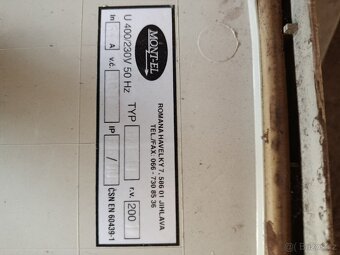 MONT-EL
ROMANA HAVELKY 7, 586 01 JIHLAVA
TEL./FAX: 066 - 730 85 36
U 400/230V 50 Hz TYP r.v. 200
In A v.č. IP / ČSN EN 60439-1